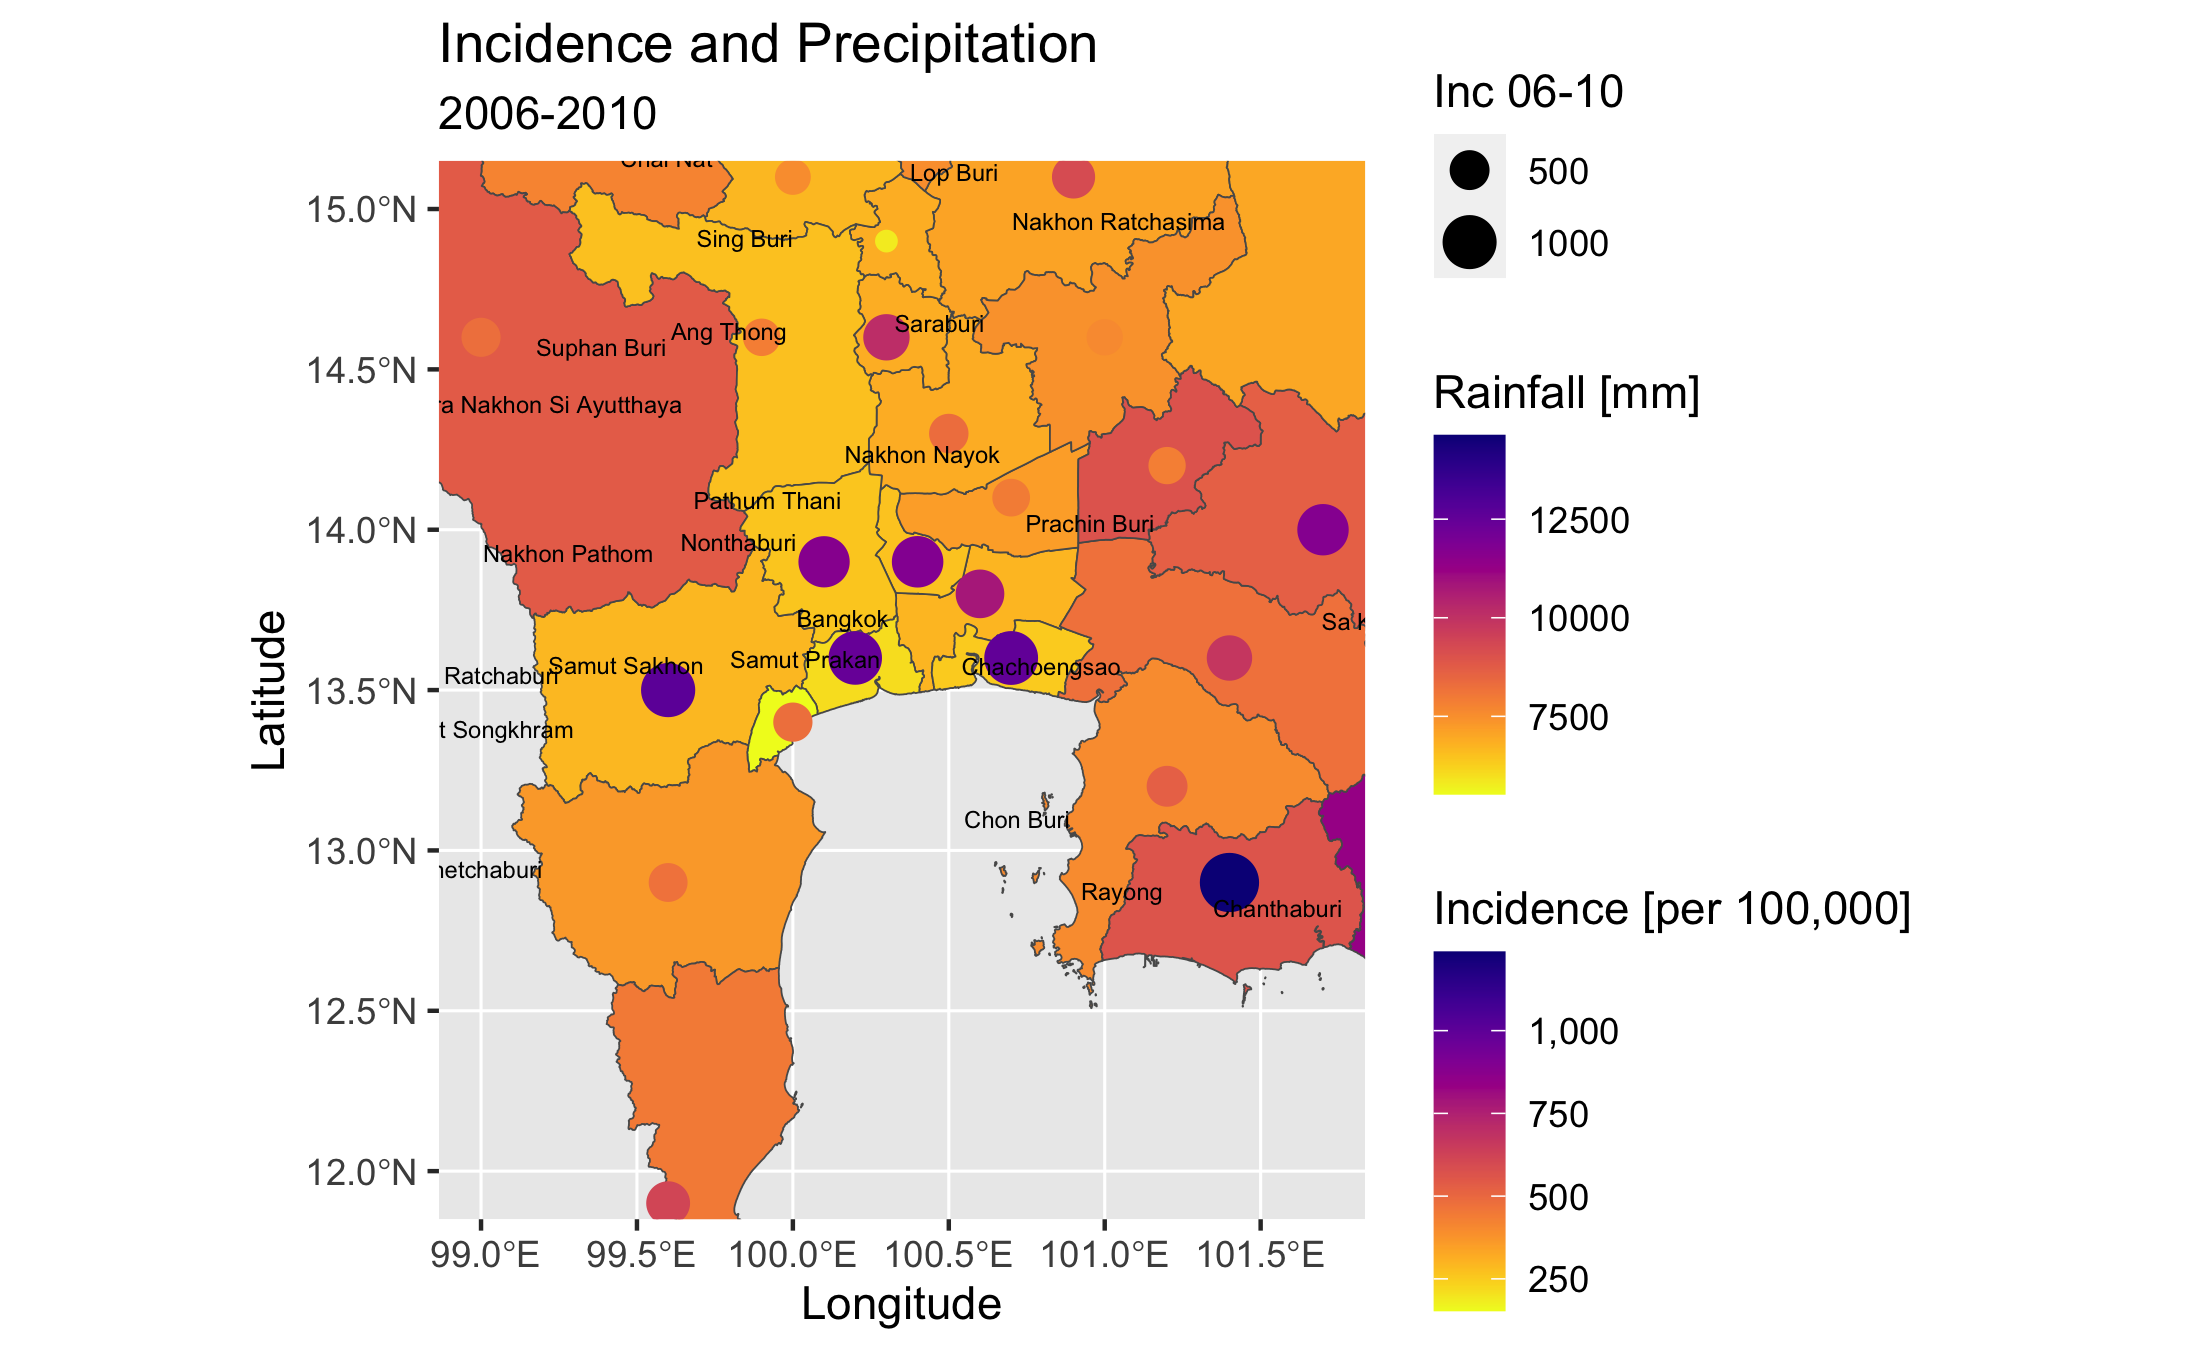 Incidence and Precipitation
2006-2010
Lop Buri
Nakhon Ratchasima
Sing Buri
Saraburi
Ang Thong
Suphan Buri
Nakhon Si Ayutthaya
Nakhon Nayok
Pathum Thani
Prachin Buri
Nonthaburi
Nakhon Pathom
Bangkok
Samut Prakan
Samut Sakhon
Chachoengsao
Ratchaburi
t Songkhram
Chon Buri
hetchaburi
Rayong
Chanthaburi
15.0°N
14.5°N
14.0°N
13.5°N
13.0°N
12.5°N
12.0°N
Latitude
99.0°E
99.5°E
100.0°E
100.5°E
101.0°E
101.5°E
Longitude
Inc 06-10
500
1000
Rainfall [mm]
12500
10000
7500
Incidence [per 100,000]
1,000
750
500
250